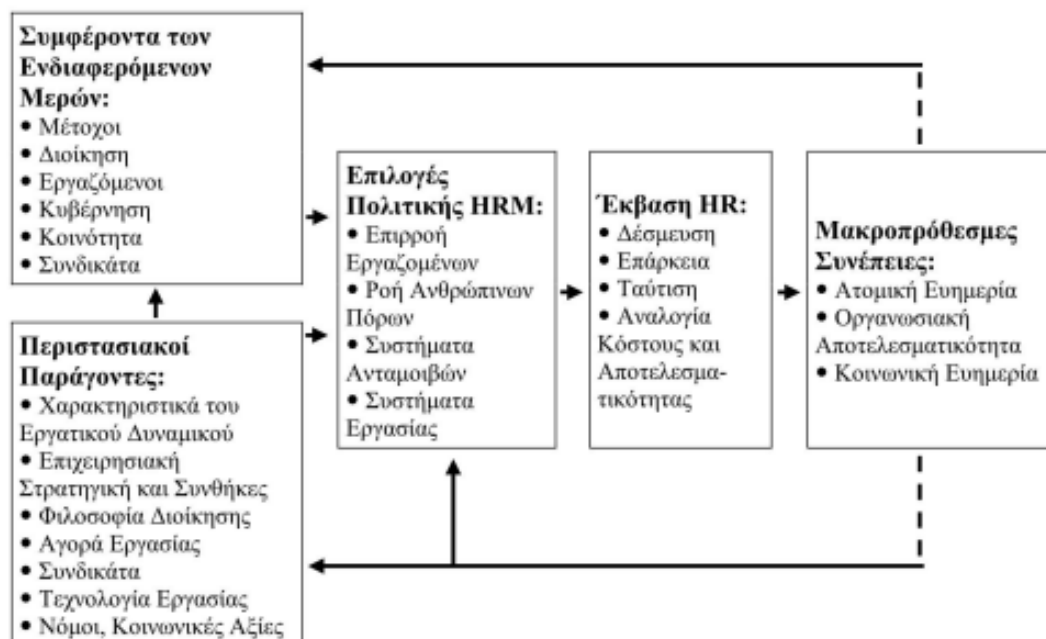 Συμφέροντα των
Ενδιαφερόμενων
Μερών:
• Μέτοχοι
• Διοίκηση
• Εργαζόμενοι
• Κυβέρνηση
• Κοινότητα
• Συνδικάτα
Περιστασιακοί
Παράγοντες:
• Χαρακτηριστικά του
Εργατικού Δυναμικού
• Επιχειρησιακή
Στρατηγική και Συνθήκες
• Φιλοσοφία Διοίκησης
• Αγορά Εργασίας
• Συνδικάτα
• Τεχνολογία Εργασίας
• Νόμοι, Κοινωνικές Αξίες
Επιλογές
Πολιτικής HRM:
• Επιρροή
Εργαζομένων
• Ροή Ανθρώπινων
Πόρων
• Συστήματα
Ανταμοιβών
• Συστήματα
Εργασίας
Έκβαση HR:
• Δέσμευση
• Επάρκεια
• Ταύτιση
• Αναλογία
Κόστους και
Αποτελεσμα-
τικότητας
Μακροπρόθεσμες
Συνέπειες:
• Ατομική Ευημερία
• Οργανωσιακή
Αποτελεσματικότητα
• Κοινωνική Ευημερία